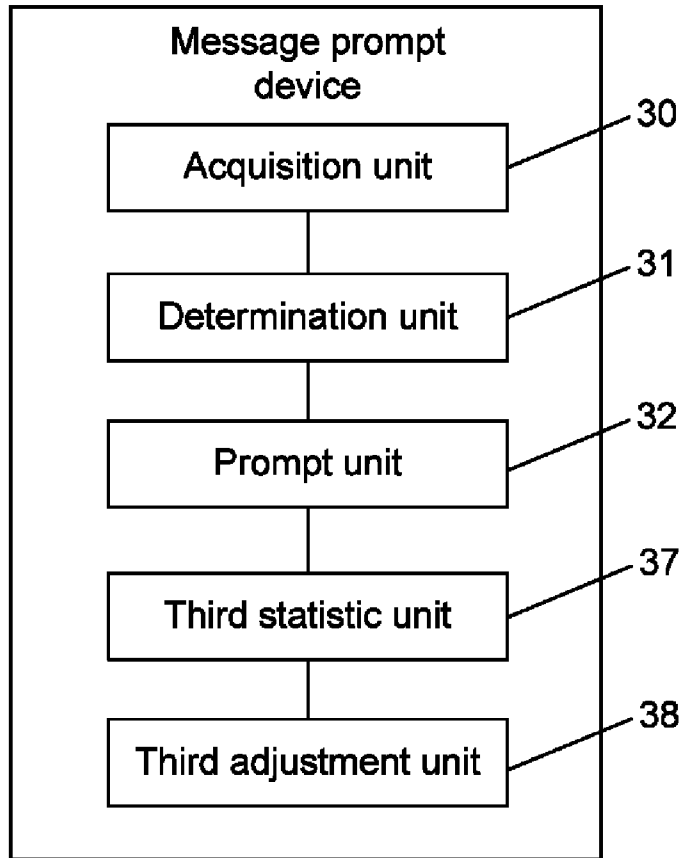 Message prompt
device
Acquisition unit
30
Determination unit
31
Prompt unit
32
Third statistic unit
37
Third adjustment unit
38